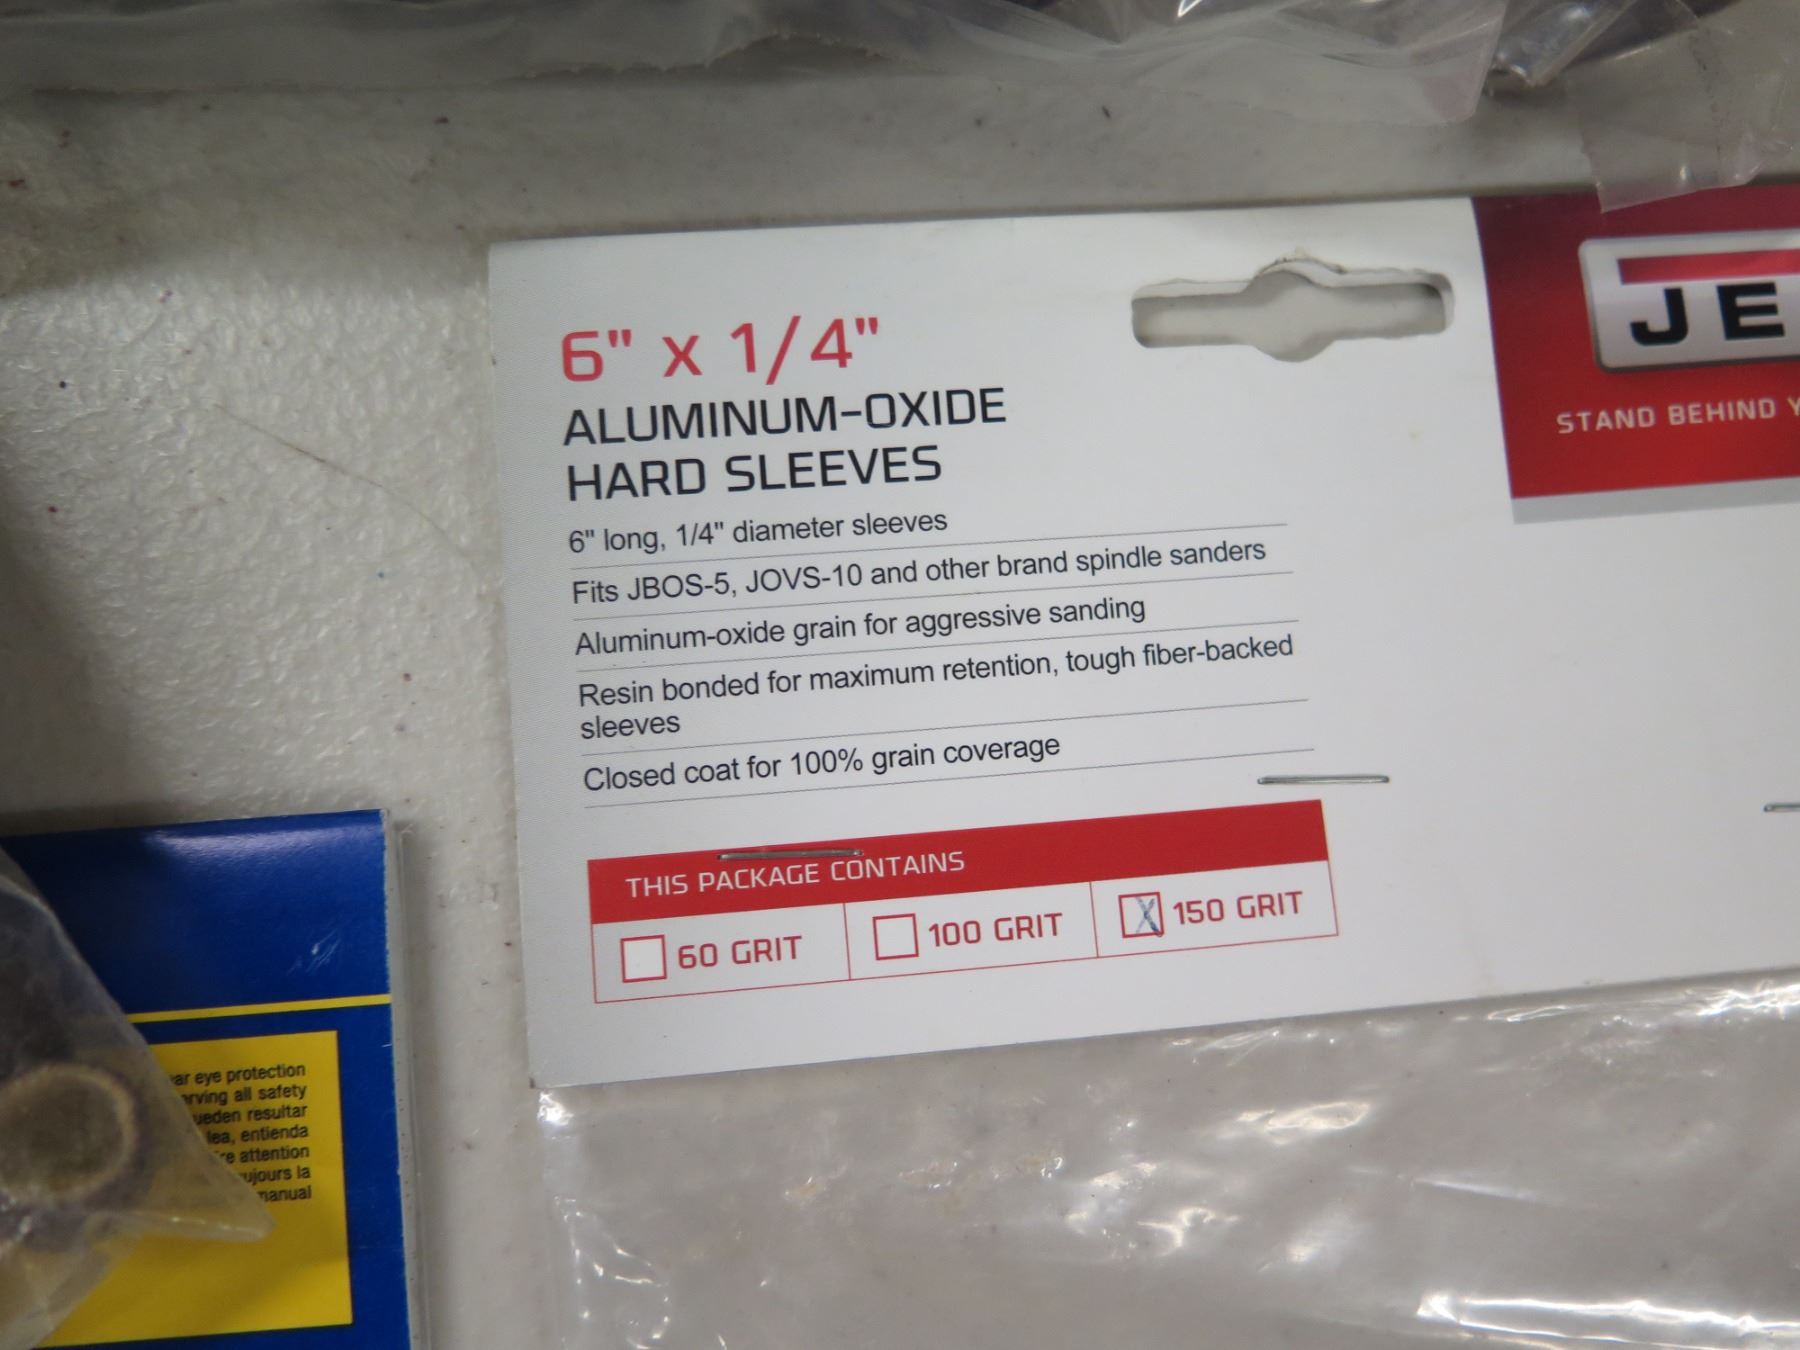 6" x 1/4"
ALUMINUM-OXIDE
HARD SLEEVES
6" long, 1/4" diameter sleeves
Fits JBOS-5, JOVS-10 and other brand spindle sanders
Aluminum-oxide grain for aggressive sanding
Resin bonded for maximum retention, tough fiber-backed
sleeves
Closed coat for 100% grain coverage
THIS PACKAGE CONTAINS
60 GRIT
100 GRIT
X 150 GRIT
JE
STAND BEHIND Y
ar eye protection
rving all safety
ueden resultar
lea, entienda
re attention
ujours la
manual